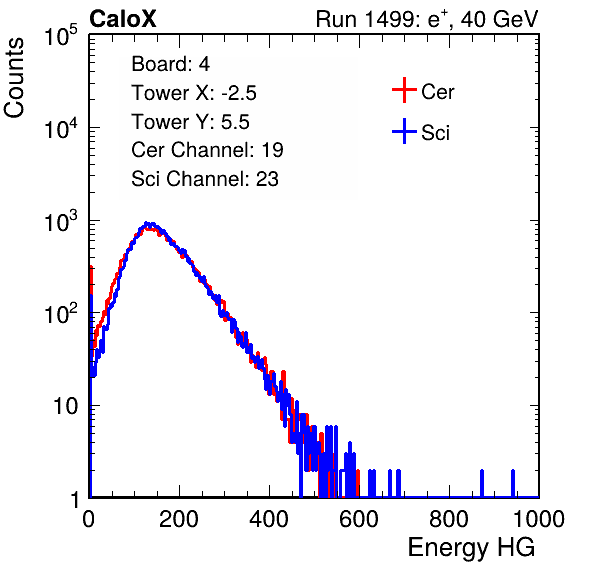 CaloX Run 1499: e⁺, 40 GeV
Counts
10⁵
10⁴
10³
10²
10
1
Board: 4
Tower X: -2.5
Tower Y: 5.5
Cer Channel: 19
Sci Channel: 23
Cer
Sci
0 200 400 600 800 1000
Energy HG